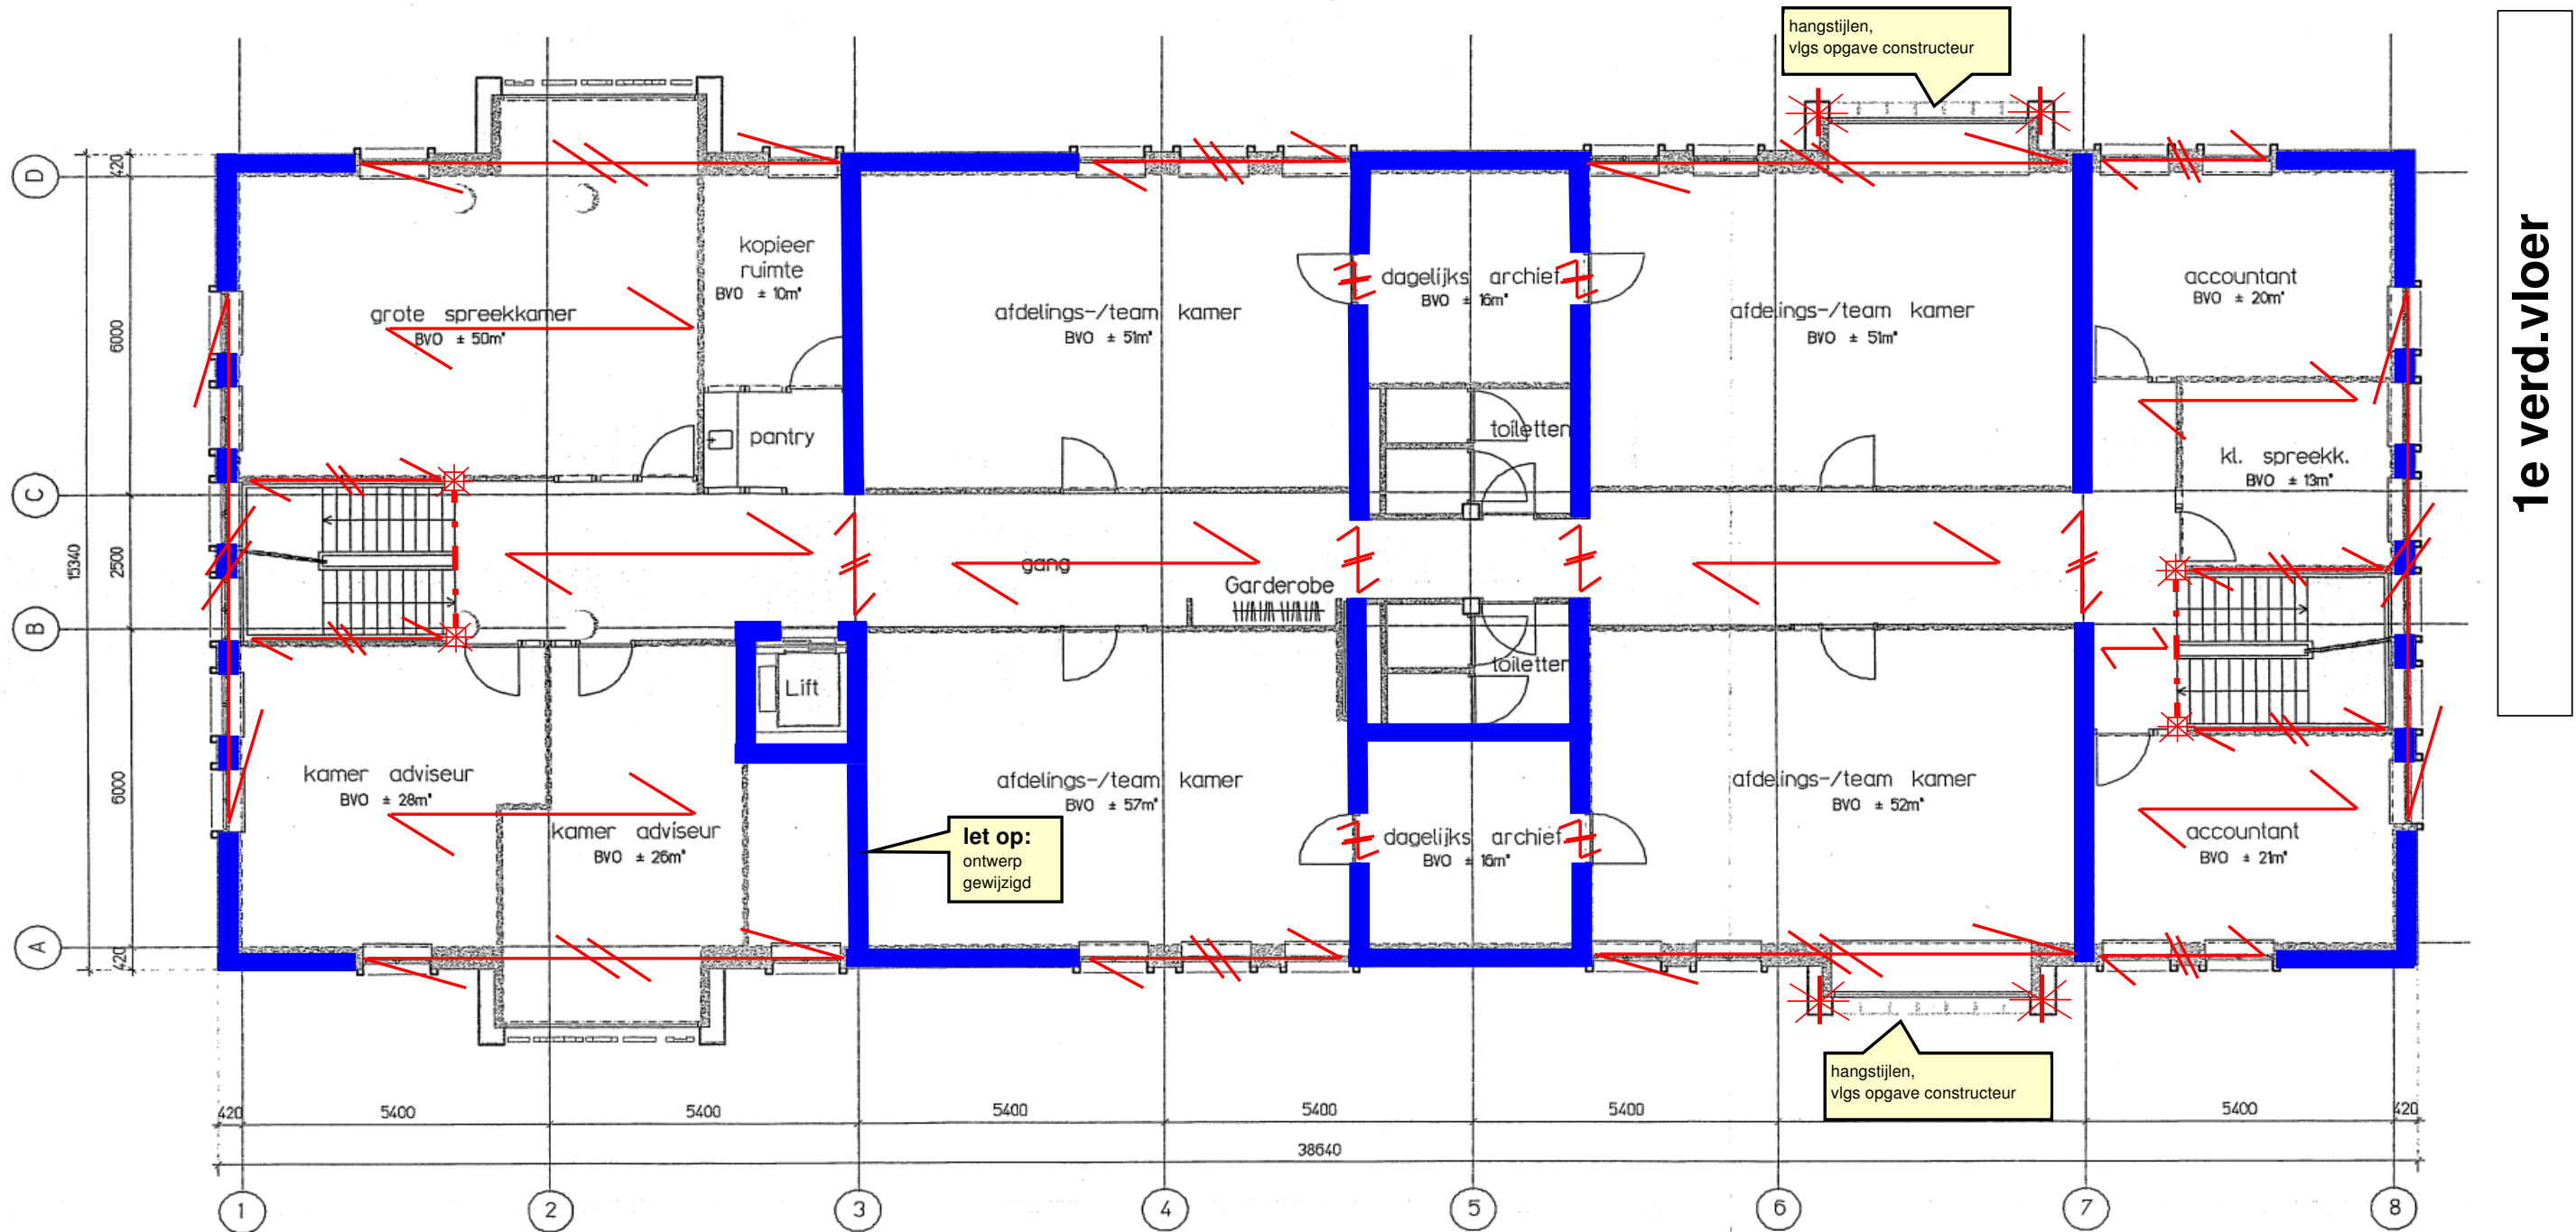 hangstijlen,
vlgs opgave constructeur
1e verd.vloer
D
C
B
A
420
6000
2500
15340
6000
420
kopieer
ruimte
BVO ± 10m²
grote spreekkamer
BVO ± 50m²
pantry
afdelings-/team kamer
BVO ± 51m²
dagelijks archief
BVO ± 16m²
toiletten
afdelings-/team kamer
BVO ± 51m²
accountant
BVO ± 20m²
kl. spreekk.
BVO ± 13m²
gang
Garderobe
Lift
toiletten
kamer adviseur
BVO ± 28m²
kamer adviseur
BVO ± 26m²
let op:
ontwerp
gewijzigd
afdelings-/team kamer
BVO ± 57m²
dagelijks archief
BVO ± 16m²
afdelings-/team kamer
BVO ± 52m²
accountant
BVO ± 21m²
hangstijlen,
vlgs opgave constructeur
420 5400 5400 5400 5400 5400 5400 420
38640
1 2 3 4 5 6 7 8